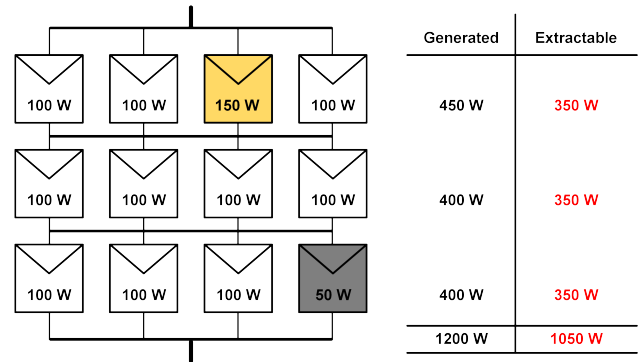 Generated Extractable
100 W 100 W 150 W 100 W 450 W 350 W
100 W 100 W 100 W 100 W 400 W 350 W
100 W 100 W 100 W 50 W 400 W 350 W
1200 W 1050 W